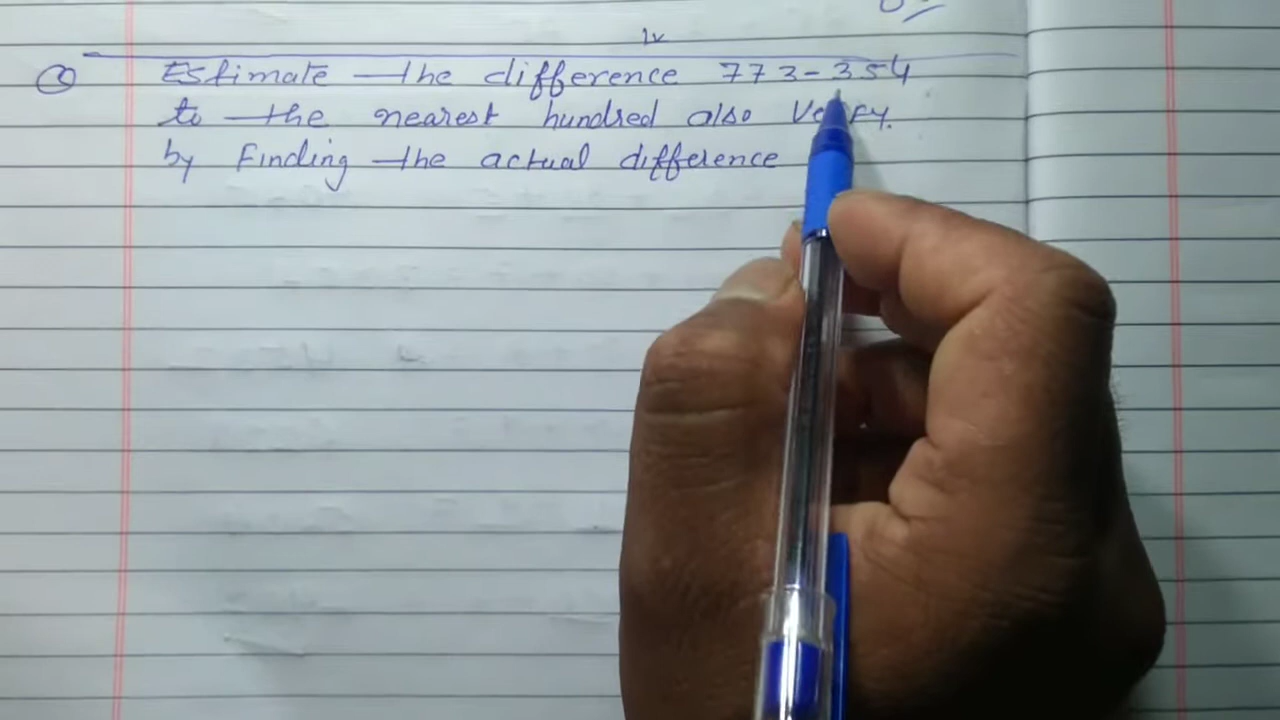 Estimate the difference 773-354
to the nearest hundred also
by Finding the actual difference